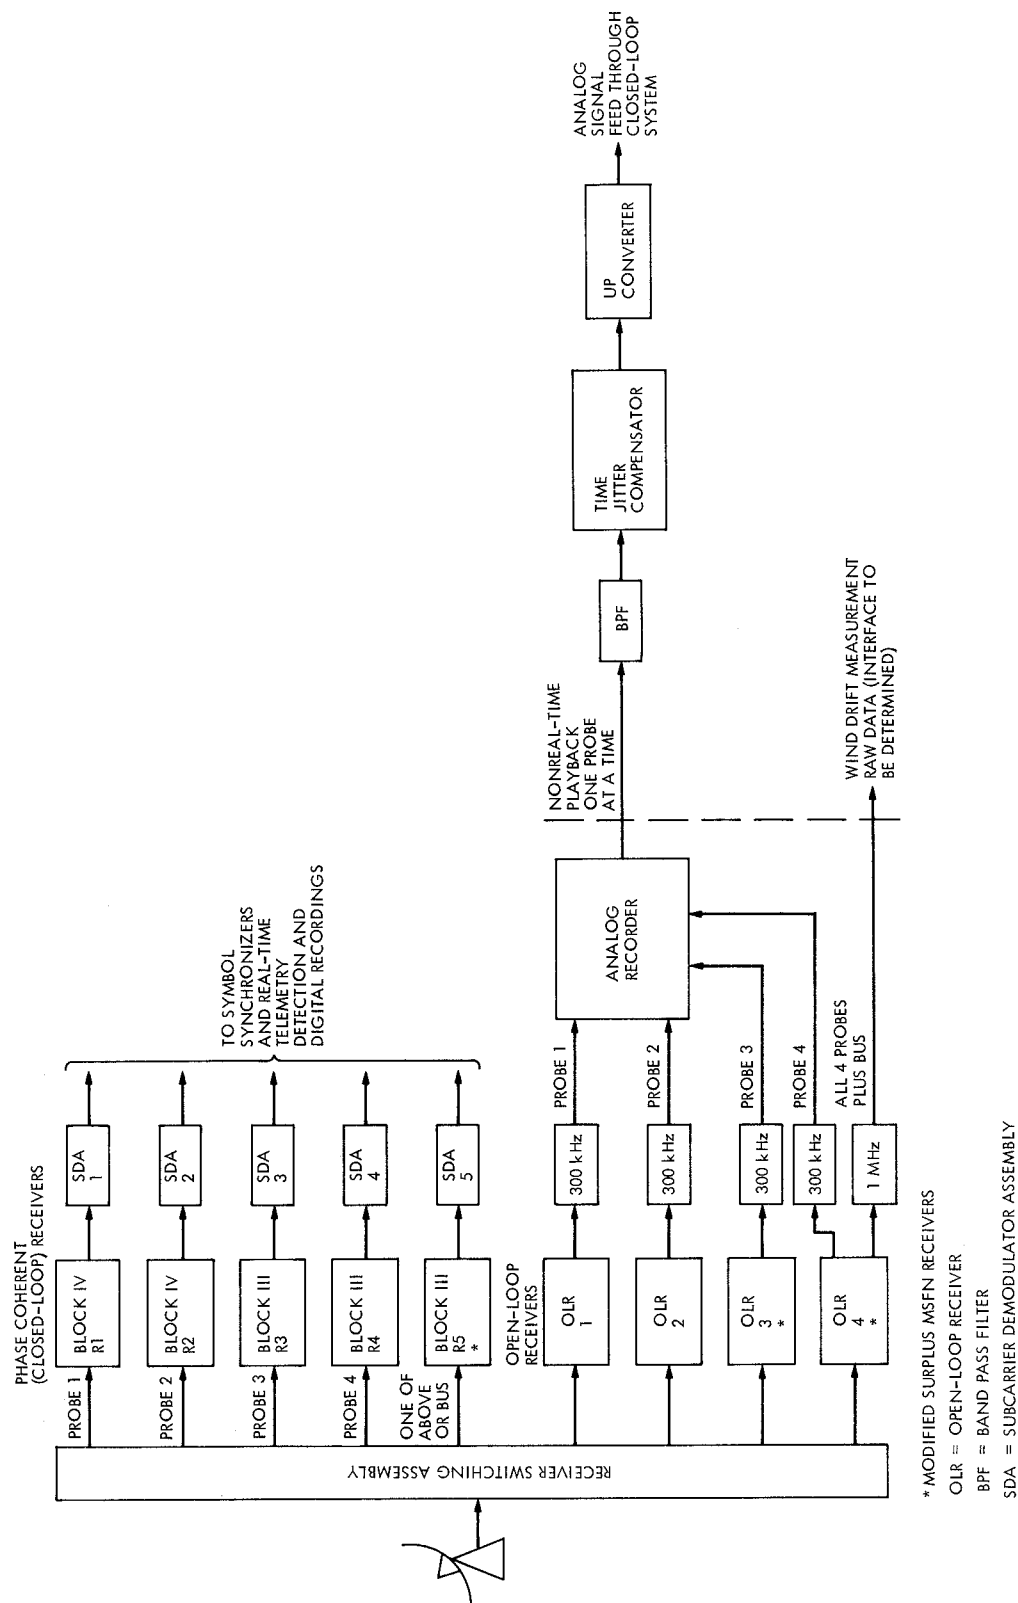 PHASE COHERENT
(CLOSED-LOOP) RECEIVERS
PROBE 1
BLOCK IV
R1
SDA
1
PROBE 2
BLOCK IV
R2
SDA
2
PROBE 3
BLOCK III
R3
SDA
3
PROBE 4
BLOCK III
R4
SDA
4
ONE OF
ABOVE
OR BUS
BLOCK III
R5
*
SDA
5
TO SYMBOL
SYNCHRONIZERS
AND REAL-TIME
TELEMETRY
DETECTION AND
DIGITAL RECORDINGS
RECEIVER SWITCHING ASSEMBLY
OPEN-LOOP
RECEIVERS
OLR
1
300 kHz
PROBE 1
OLR
2
300 kHz
PROBE 2
OLR
3
*
300 kHz
PROBE 3
OLR
4
*
300 kHz
PROBE 4
1 MHz
ALL 4 PROBES
PLUS BUS
ANALOG
RECORDER
NONREAL-TIME
PLAYBACK
ONE PROBE
AT A TIME
BPF
TIME
JITTER
COMPENSATOR
UP
CONVERTER
ANALOG
SIGNAL
FEED THROUGH
CLOSED-LOOP
SYSTEM
WIND DRIFT MEASUREMENT
RAW DATA (INTERFACE TO
BE DETERMINED)
* MODIFIED SURPLUS MSFN RECEIVERS
OLR = OPEN-LOOP RECEIVER
BPF = BAND PASS FILTER
SDA = SUBCARRIER DEMODULATOR ASSEMBLY